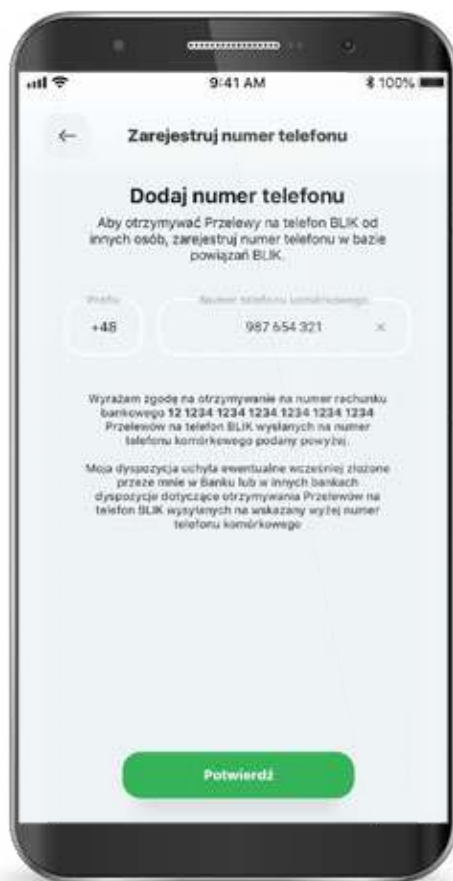 9:41 AM
100%
Zarejestruj numer telefonu
Dodaj numer telefonu
Aby otrzymywać Przelewy na telefon BLIK od
innych osób, zarejestruj numer telefonu w bazie
powiązań BLIK.
Prefix
Numer telefonu komórkowego
+48
987 654 321
Wyrażam zgodę na otrzymywanie na numer rachunku
bankowego 12 1234 1234 1234 1234 1234 1234
Przelewów na telefon BLIK wysłanych na numer
telefonu komórkowego podany powyżej.
Moja dyspozycja uchyla ewentualne wcześniej złożone
przeze mnie w Banku lub w innych bankach
dyspozycje dotyczące otrzymywania Przelewów na
telefon BLIK wysyłanych na wskazany wyżej numer
telefonu komórkowego
Potwierdź